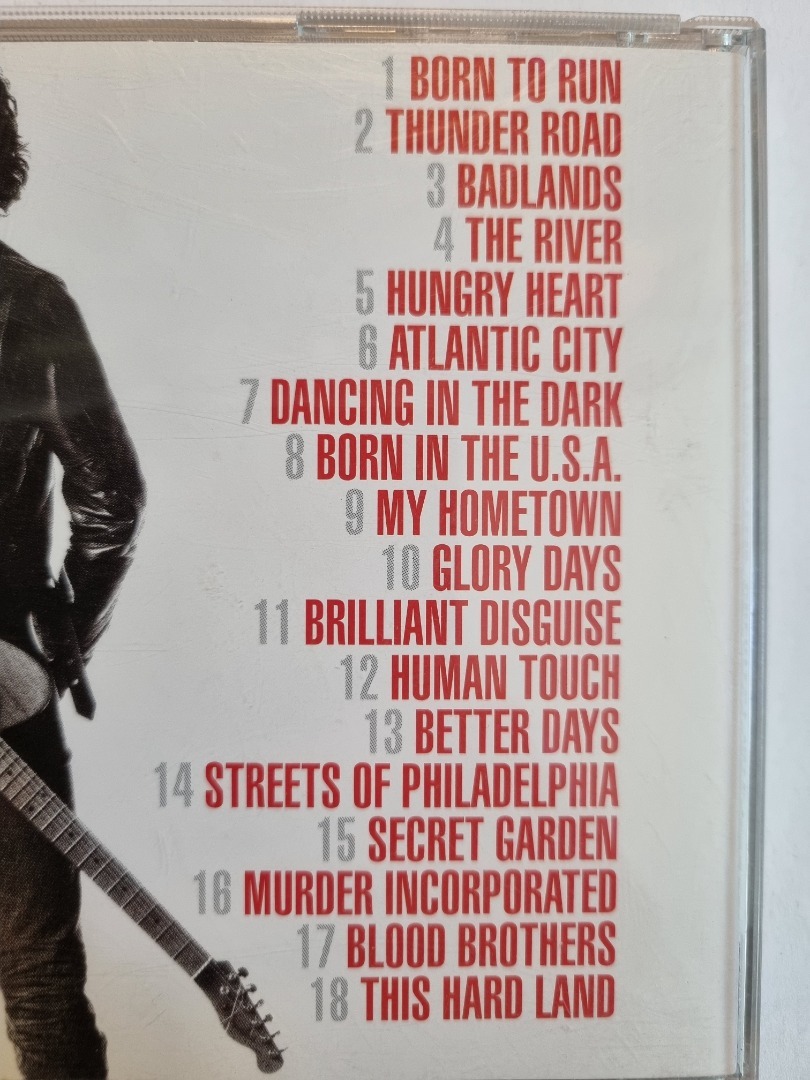 1 BORN TO RUN
2 THUNDER ROAD
3 BADLANDS
4 THE RIVER
5 HUNGRY HEART
6 ATLANTIC CITY
7 DANCING IN THE DARK
8 BORN IN THE U.S.A.
9 MY HOMETOWN
10 GLORY DAYS
11 BRILLIANT DISGUISE
12 HUMAN TOUCH
13 BETTER DAYS
14 STREETS OF PHILADELPHIA
15 SECRET GARDEN
16 MURDER INCORPORATED
17 BLOOD BROTHERS
18 THIS HARD LAND